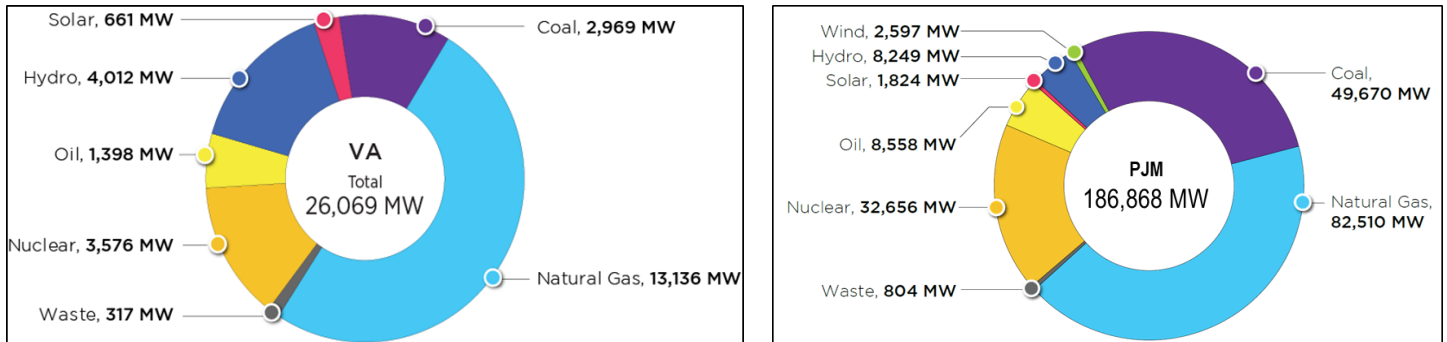 Solar, 661 MW
Coal, 2,969 MW
Hydro, 4,012 MW
Oil, 1,398 MW
VA
Total
26,069 MW
Nuclear, 3,576 MW
Natural Gas, 13,136 MW
Waste, 317 MW
Wind, 2,597 MW
Hydro, 8,249 MW
Solar, 1,824 MW
Coal,
49,670 MW
Oil, 8,558 MW
PJM
186,868 MW
Nuclear, 32,656 MW
Natural Gas,
82,510 MW
Waste, 804 MW